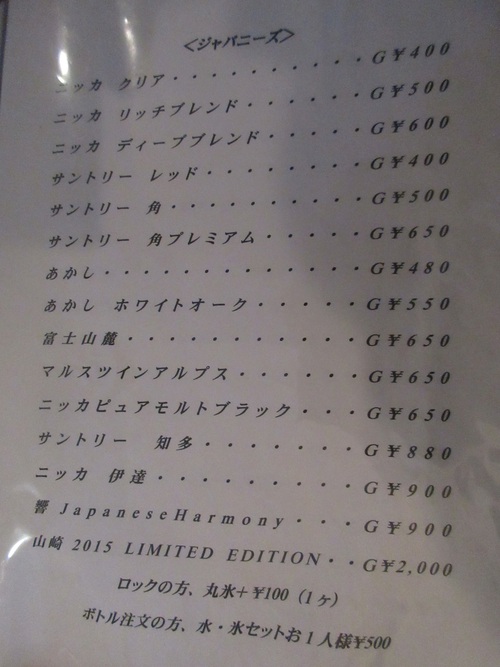 ＜ジャパニーズ＞
ニッカ クリア・・・・・・・・・・G¥400
ニッカ リッチブレンド・・・・・・G¥500
ニッカ ディープブレンド・・・・・G¥600
サントリー レッド・・・・・・・・G¥400
サントリー 角・・・・・・・・・・G¥500
サントリー 角プレミアム・・・・・G¥650
あかし・・・・・・・・・・・・・G¥480
あかし ホワイトオーク・・・・・G¥550
富士山麓・・・・・・・・・・・・G¥650
マルスツインアルプス・・・・・・G¥650
ニッカピュアモルトブラック・・・G¥650
サントリー 知多・・・・・・・・G¥880
ニッカ 伊達・・・・・・・・・・G¥900
響 JapaneseHarmony・・・G¥900
山崎 2015 LIMITED EDITION・・G¥2,000
ロックの方、丸氷＋¥100（1ヶ）
ボトル注文の方、水・氷セットお1人様¥500